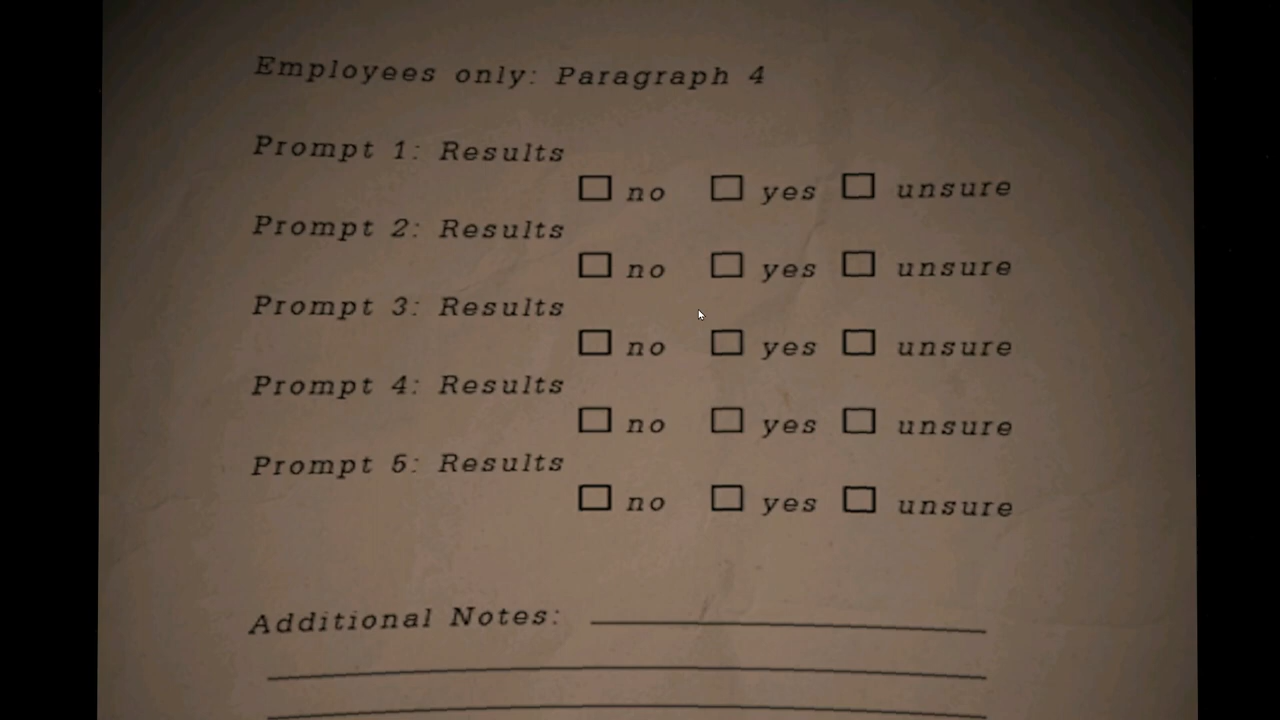 Employees only: Paragraph 4
Prompt 1: Results
no yes unsure
Prompt 2: Results
no yes unsure
Prompt 3: Results
no yes unsure
Prompt 4: Results
no yes unsure
Prompt 5: Results
no yes unsure
Additional Notes: